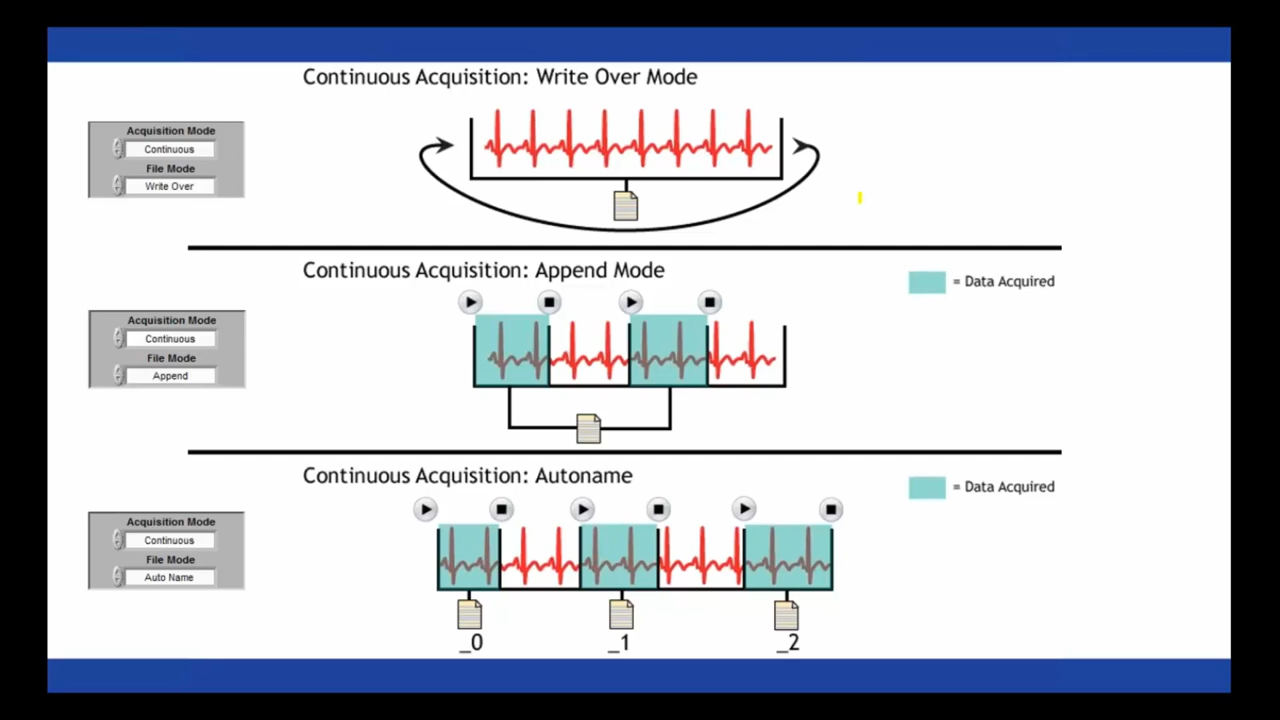 Continuous Acquisition: Write Over Mode
Acquisition Mode
Continuous
File Mode
Write Over
Continuous Acquisition: Append Mode
= Data Acquired
Acquisition Mode
Continuous
File Mode
Append
Continuous Acquisition: Autoname
= Data Acquired
Acquisition Mode
Continuous
File Mode
Auto Name
_0 _1 _2